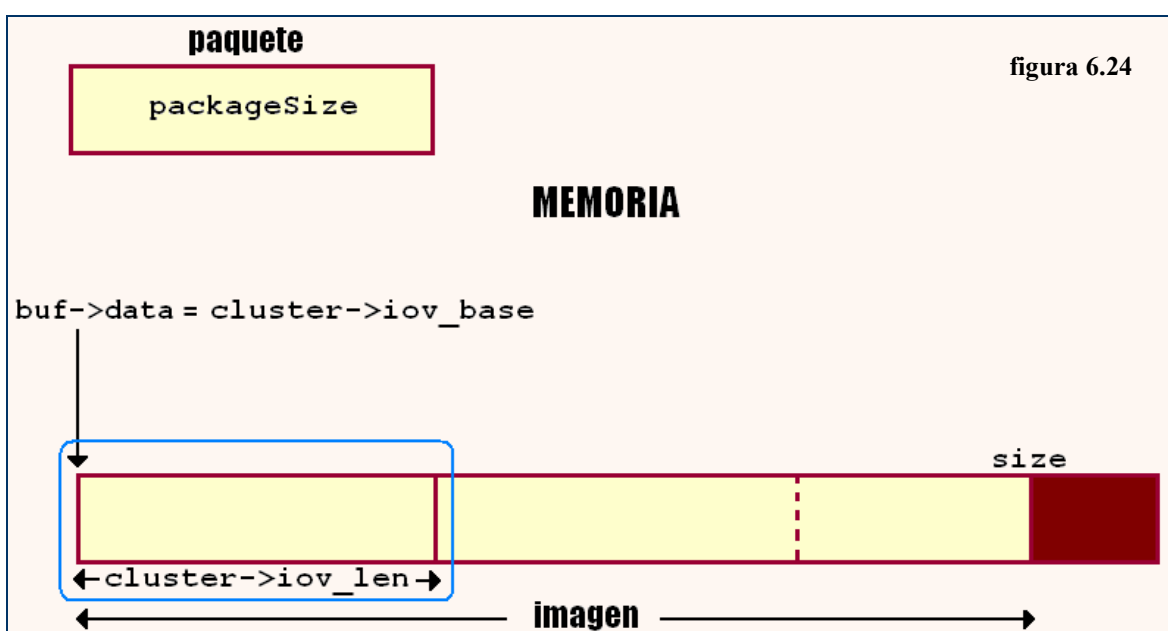 paquete
figura 6.24
packageSize
MEMORIA
buf->data = cluster->iov_base
size
cluster->iov_len
imagen